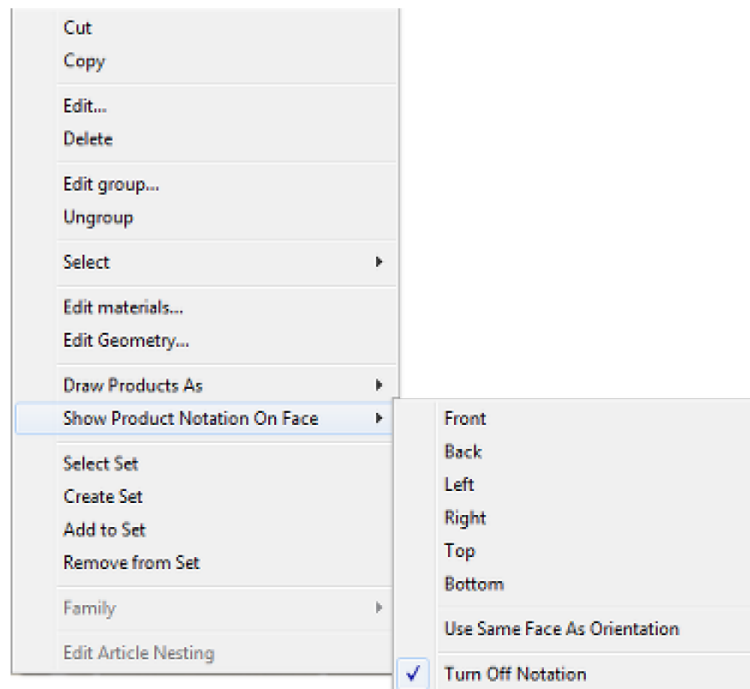 Cut
Copy
Edit...
Delete
Edit group...
Ungroup
Select
Edit materials...
Edit Geometry...
Draw Products As
Show Product Notation On Face
Select Set
Create Set
Add to Set
Remove from Set
Family
Edit Article Nesting
Front
Back
Left
Right
Top
Bottom
Use Same Face As Orientation
Turn Off Notation